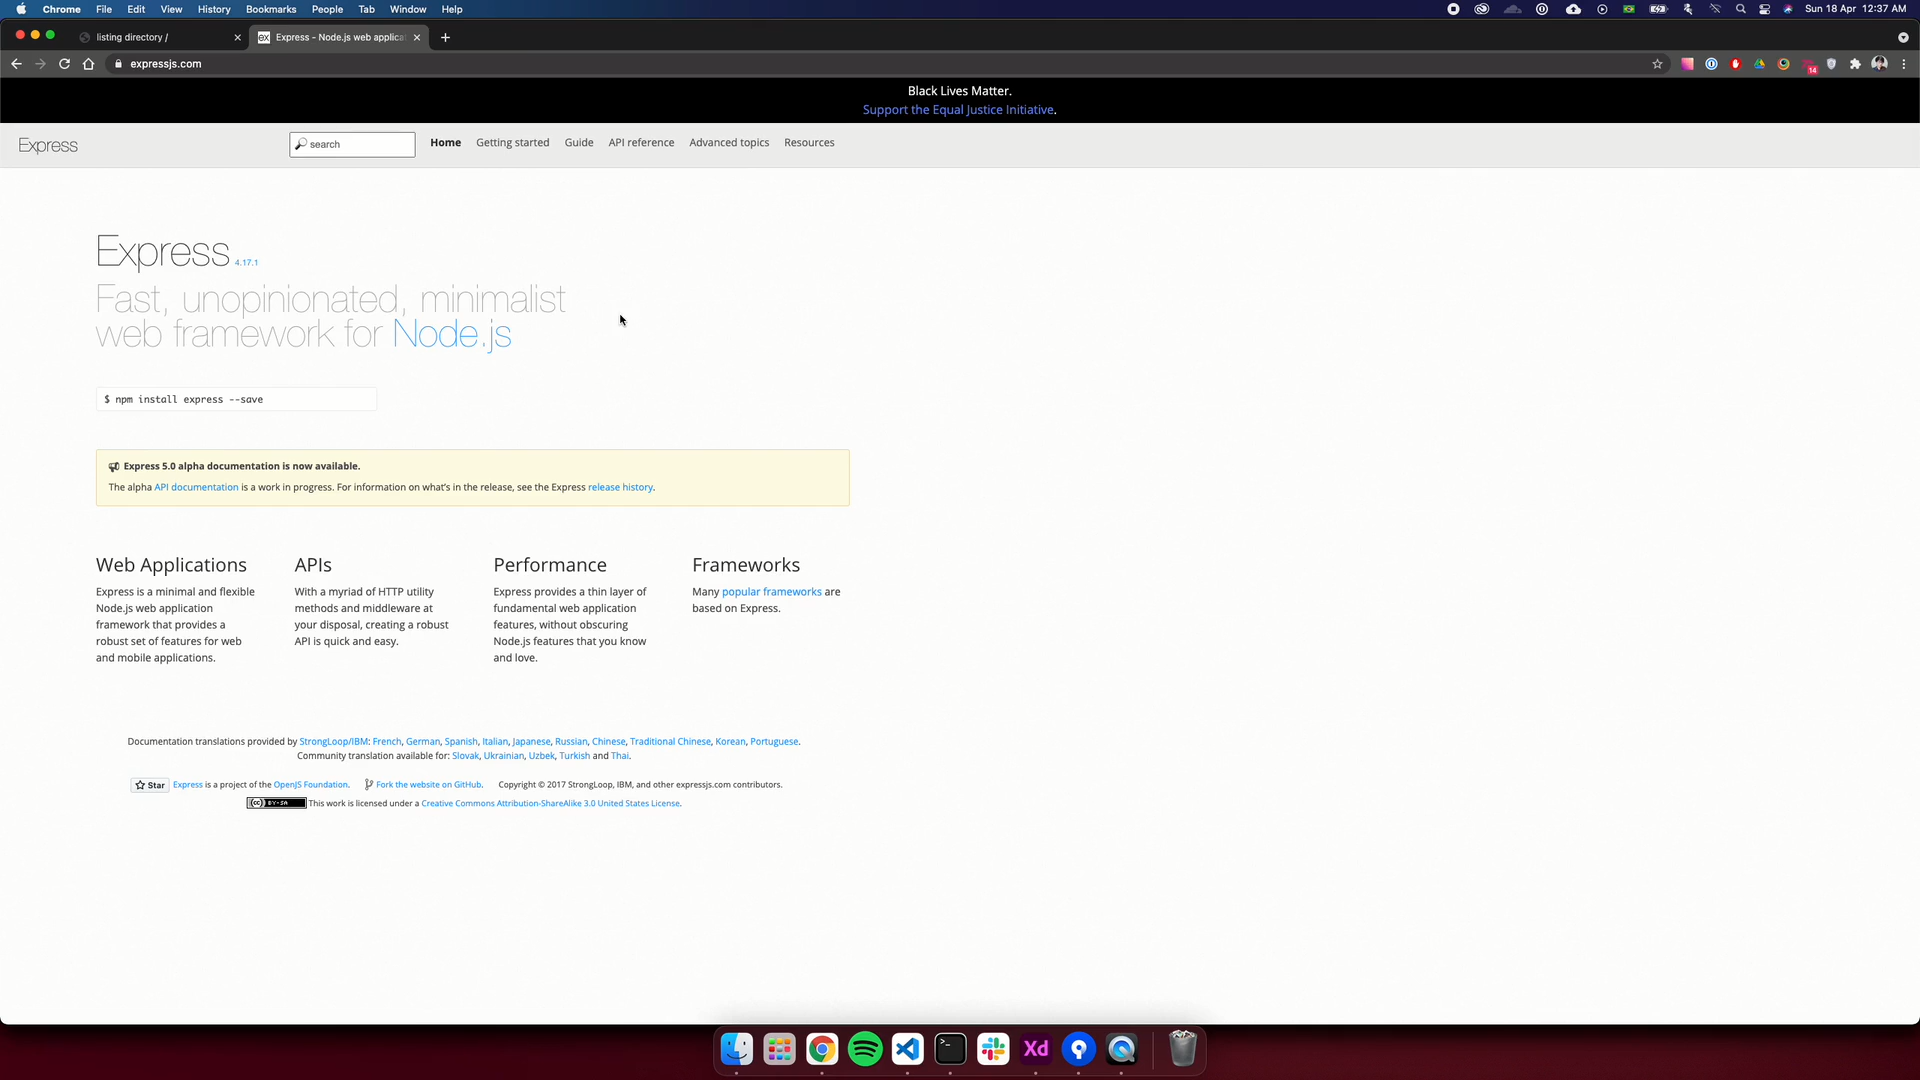 Chrome File Edit View History Bookmarks People Tab Window Help
Sun 18 Apr 12:37 AM
listing directory /
ex Express - Node.js web applica
expressjs.com
14
Black Lives Matter.
Support the Equal Justice Initiative.
Express
search
Home Getting started Guide API reference Advanced topics Resources
Express 4.17.1
Fast, unopinionated, minimalist
web framework for Node.js
$ npm install express --save
Express 5.0 alpha documentation is now available.
The alpha API documentation is a work in progress. For information on what's in the release, see the Express release history.
Web Applications
Express is a minimal and flexible
Node.js web application
framework that provides a
robust set of features for web
and mobile applications.
APIs
With a myriad of HTTP utility
methods and middleware at
your disposal, creating a robust
API is quick and easy.
Performance
Express provides a thin layer of
fundamental web application
features, without obscuring
Node.js features that you know
and love.
Frameworks
Many popular frameworks are
based on Express.
Documentation translations provided by StrongLoop/IBM: French, German, Spanish, Italian, Japanese, Russian, Chinese, Traditional Chinese, Korean, Portuguese.
Community translation available for: Slovak, Ukrainian, Uzbek, Turkish and Thai.
Star Express is a project of the OpenJS Foundation. Fork the website on GitHub. Copyright © 2017 StrongLoop, IBM, and other expressjs.com contributors.
(cc) BY-SA This work is licensed under a Creative Commons Attribution-ShareAlike 3.0 United States License.
Xd